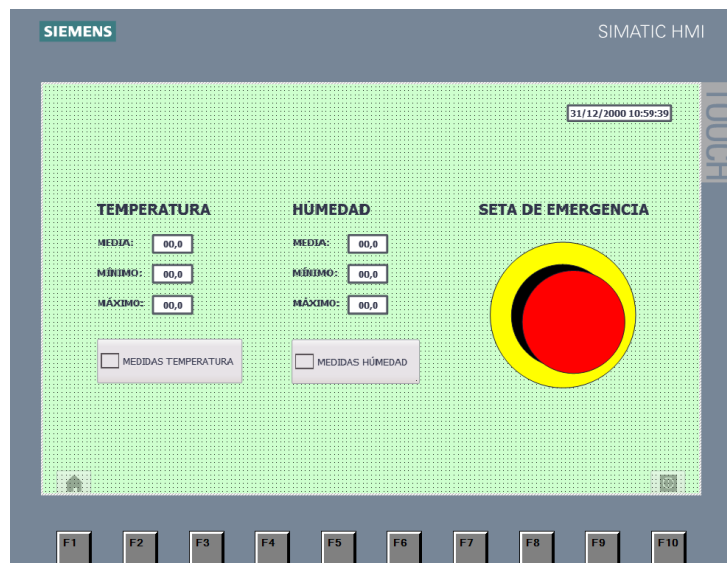 SIEMENS
SIMATIC HMI
TOUCH
31/12/2000 10:59:39
TEMPERATURA
HÚMEDAD
SETA DE EMERGENCIA
MEDIA: 00,0
MEDIA: 00,0
MÍNIMO: 00,0
MÍNIMO: 00,0
MÁXIMO: 00,0
MÁXIMO: 00,0
MEDIDAS TEMPERATURA
MEDIDAS HÚMEDAD
F1 F2 F3 F4 F5 F6 F7 F8 F9 F10